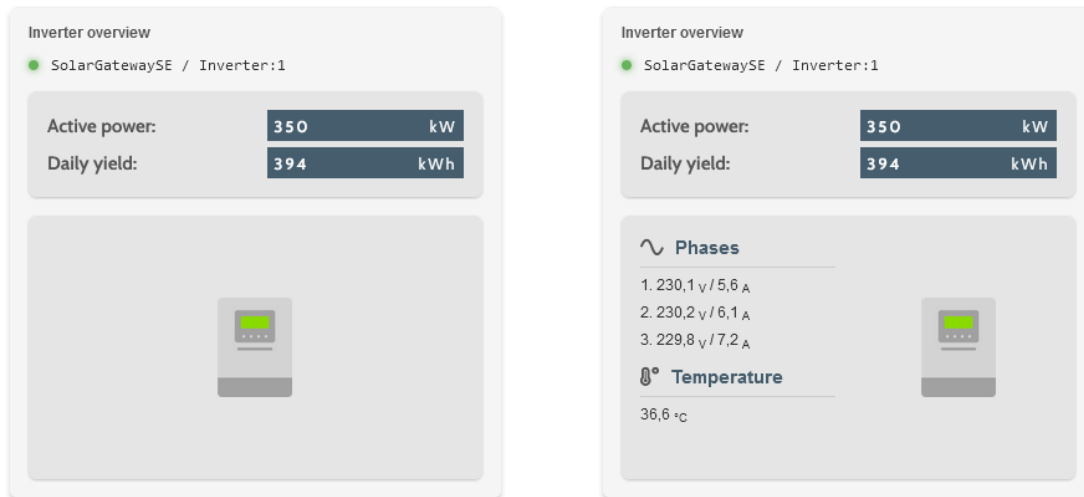 Inverter overview
SolarGatewaySE / Inverter:1
Active power: 350 kW
Daily yield: 394 kWh
Inverter overview
SolarGatewaySE / Inverter:1
Active power: 350 kW
Daily yield: 394 kWh
Phases
1. 230,1 V / 5,6 A
2. 230,2 V / 6,1 A
3. 229,8 V / 7,2 A
Temperature
36,6 °C